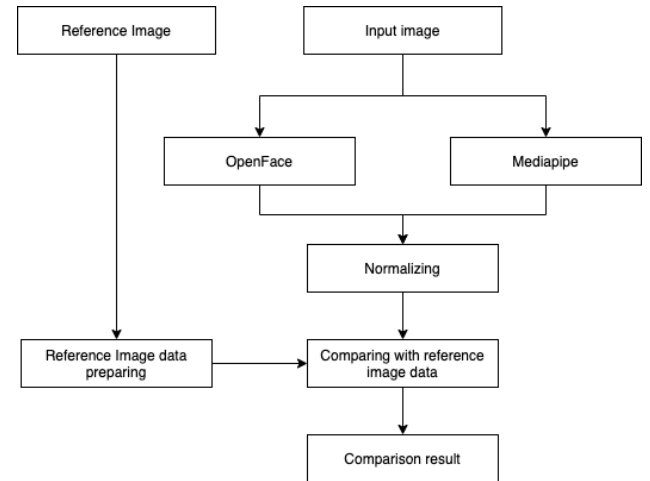 Reference Image
Input image
OpenFace
Mediapipe
Normalizing
Reference Image data
preparing
Comparing with reference
image data
Comparison result